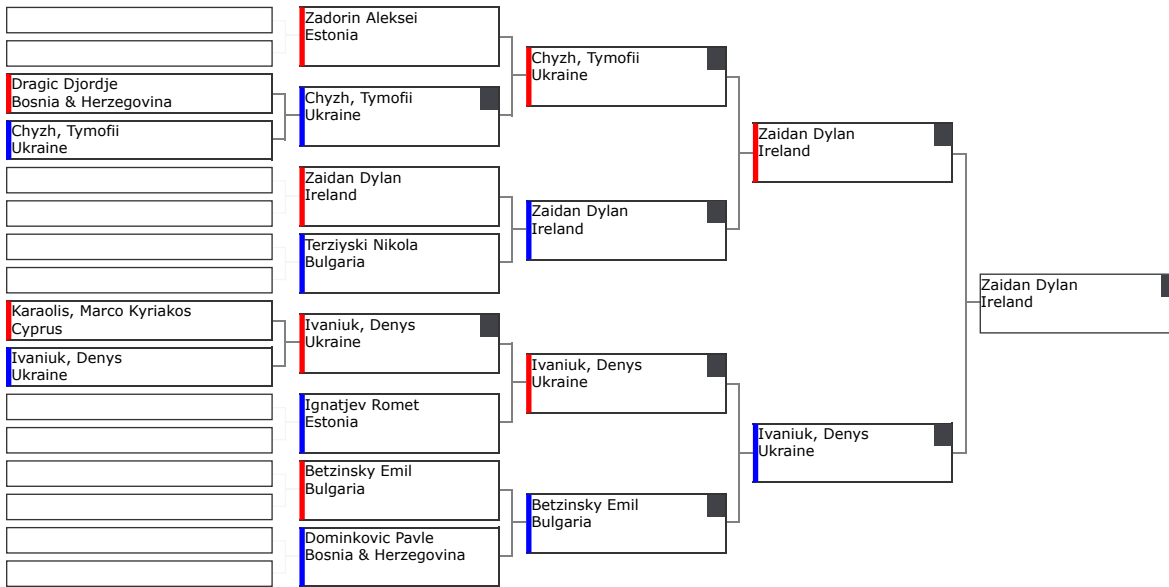 Dragic Djordje
Bosnia & Herzegovina
Chyzh, Tymofii
Ukraine
Karaolis, Marco Kyriakos
Cyprus
Ivaniuk, Denys
Ukraine
Zadorin Aleksei
Estonia
Chyzh, Tymofii
Ukraine
Zaidan Dylan
Ireland
Terziyski Nikola
Bulgaria
Ivaniuk, Denys
Ukraine
Ignatjev Romet
Estonia
Betzinsky Emil
Bulgaria
Dominkovic Pavle
Bosnia & Herzegovina
Chyzh, Tymofii
Ukraine
Zaidan Dylan
Ireland
Ivaniuk, Denys
Ukraine
Betzinsky Emil
Bulgaria
Zaidan Dylan
Ireland
Ivaniuk, Denys
Ukraine
Zaidan Dylan
Ireland